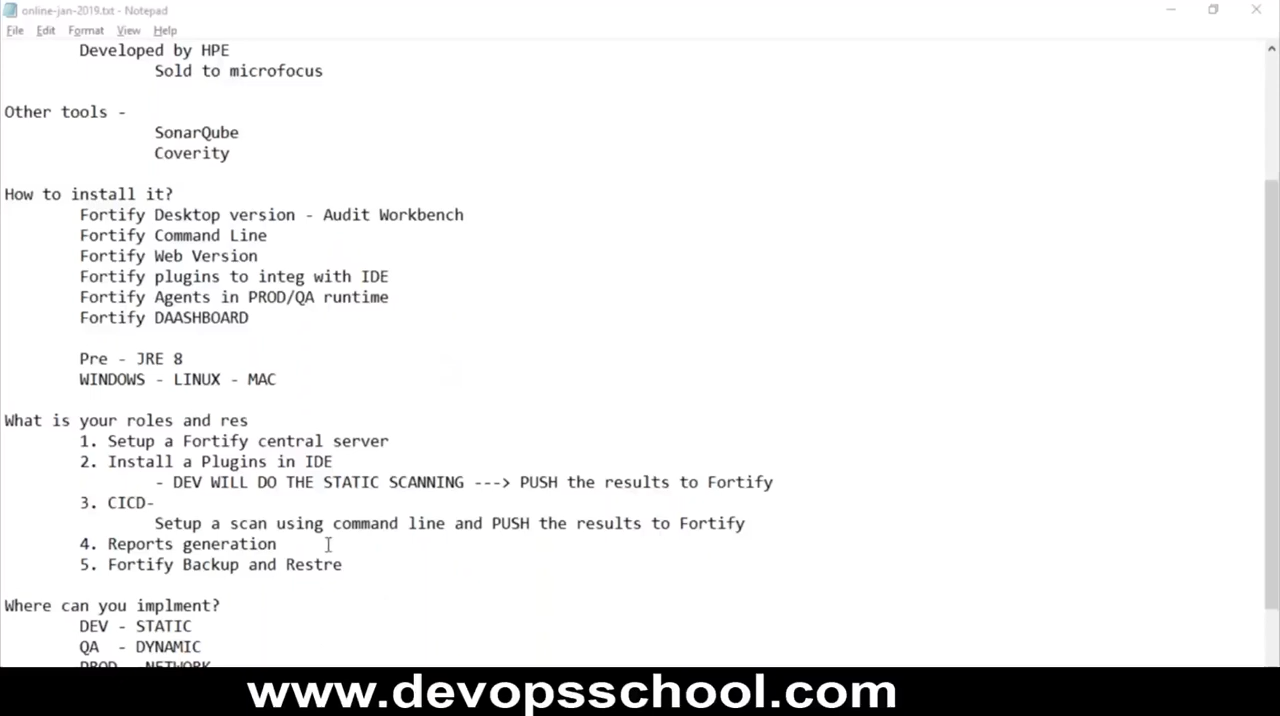 online-jan-2019.txt - Notepad
File Edit Format View Help
Developed by HPE
Sold to microfocus
Other tools -
SonarQube
Coverity
How to install it?
Fortify Desktop version - Audit Workbench
Fortify Command Line
Fortify Web Version
Fortify plugins to integ with IDE
Fortify Agents in PROD/QA runtime
Fortify DAASHBOARD
Pre - JRE 8
WINDOWS - LINUX - MAC
What is your roles and res
1. Setup a Fortify central server
2. Install a Plugins in IDE
- DEV WILL DO THE STATIC SCANNING ---> PUSH the results to Fortify
3. CICD-
Setup a scan using command line and PUSH the results to Fortify
4. Reports generation
5. Fortify Backup and Restre
Where can you implment?
DEV - STATIC
QA - DYNAMIC
PROD - NETWORK
www.devopsschool.com